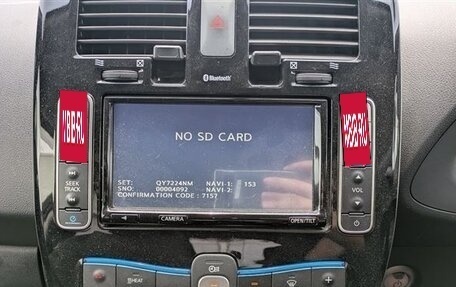 Bluetooth
NO SD CARD
SET: QY7224NM NAVI-1: 153
SNO: 00004092 NAVI-2:
CONFIRMATION CODE : 7157
SEEK
TRACK
VOL
CAMERA
OPEN/TILT
HEAT